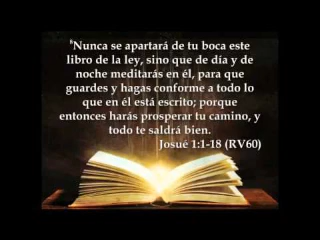 ⁸Nunca se apartará de tu boca este
libro de la ley, sino que de día y de
noche meditarás en él, para que
guardes y hagas conforme a todo lo
que en él está escrito; porque
entonces harás prosperar tu camino, y
todo te saldrá bien.
Josué 1:1-18 (RV60)